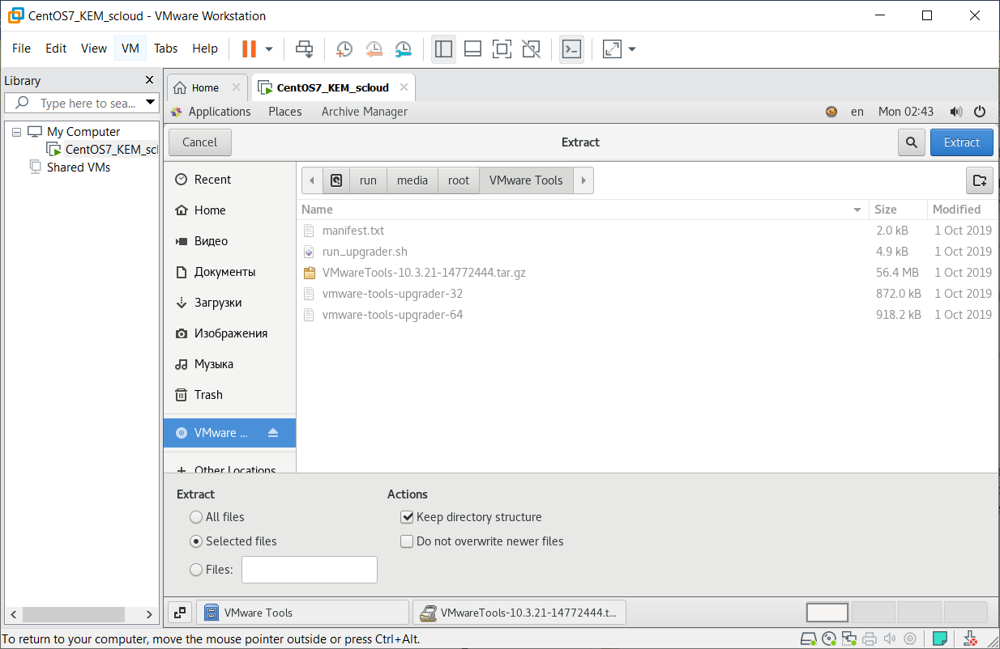 CentOS7_KEM_scloud - VMware Workstation
File Edit View VM Tabs Help
Library
Type here to sea...
My Computer
CentOS7_KEM_scl
Shared VMs
Home CentOS7_KEM_scloud
Applications Places Archive Manager en Mon 02:43
Cancel Extract Extract
Recent
Home
Видео
Документы
Загрузки
Изображения
Музыка
Trash
VMware ...
Other Locations
run media root VMware Tools
Name Size Modified
manifest.txt 2.0 kB 1 Oct 2019
run_upgrader.sh 4.9 kB 1 Oct 2019
VMwareTools-10.3.21-14772444.tar.gz 56.4 MB 1 Oct 2019
vmware-tools-upgrader-32 872.0 kB 1 Oct 2019
vmware-tools-upgrader-64 918.2 kB 1 Oct 2019
Extract Actions
All files Keep directory structure
Selected files Do not overwrite newer files
Files:
VMware Tools VMwareTools-10.3.21-14772444.t...
To return to your computer, move the mouse pointer outside or press Ctrl+Alt.